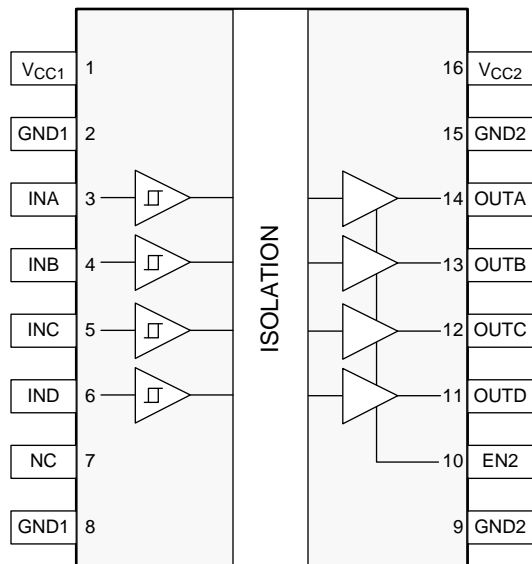 VCC1 1 16 VCC2
GND1 2 15 GND2
INA 3 14 OUTA
INB 4 13 OUTB
INC 5 12 OUTC
IND 6 11 OUTD
NC 7 10 EN2
GND1 8 9 GND2
ISOLATION